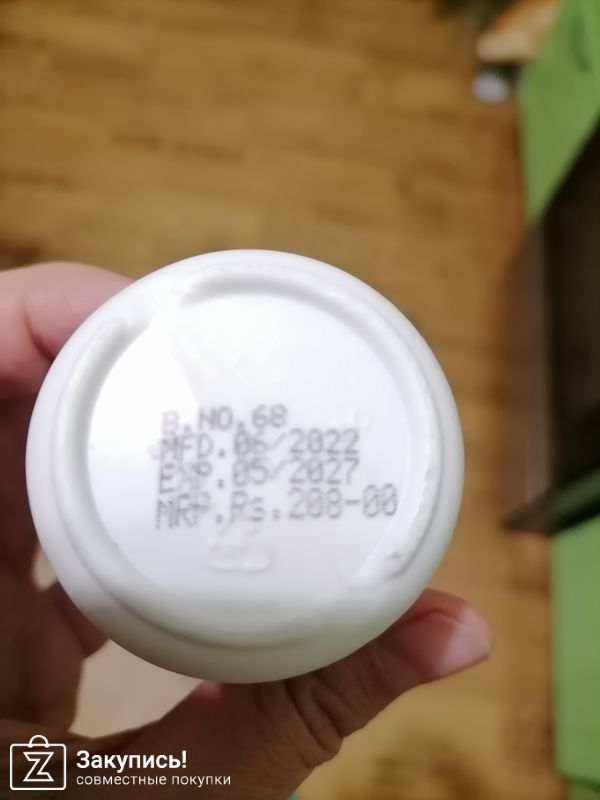 B.NO.68
MFD.06/2022
EXP.05/2027
MRP.Rs.208-00
Закупись!
совместные покупки